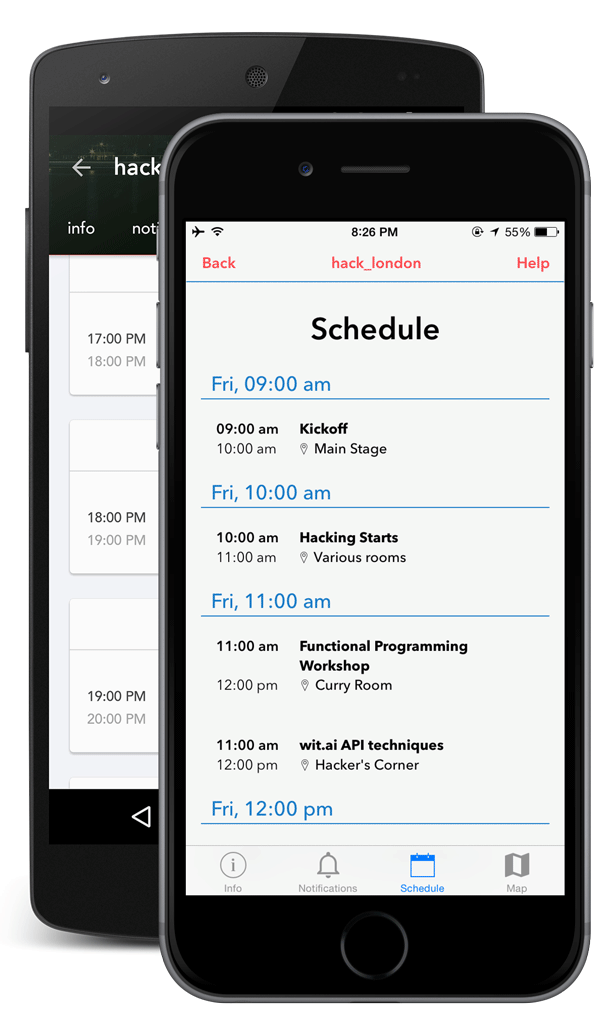 hack
info noti
17:00 PM
18:00 PM
18:00 PM
19:00 PM
19:00 PM
20:00 PM
8:26 PM 55%
Back hack_london Help
Schedule
Fri, 09:00 am
09:00 am Kickoff
10:00 am Main Stage
Fri, 10:00 am
10:00 am Hacking Starts
11:00 am Various rooms
Fri, 11:00 am
11:00 am Functional Programming
Workshop
12:00 pm Curry Room
11:00 am wit.ai API techniques
12:00 pm Hacker's Corner
Fri, 12:00 pm
Info Notifications Schedule Map